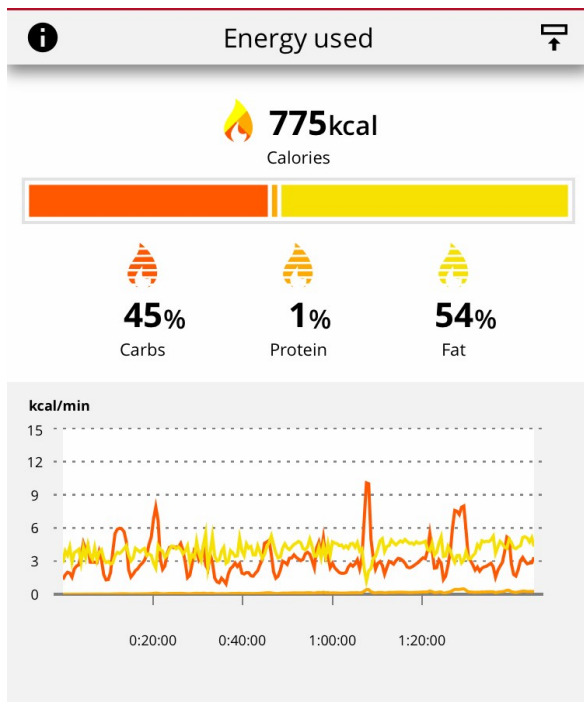 Energy used
775kcal
Calories
45% 1% 54%
Carbs Protein Fat
kcal/min
15
12
9
6
3
0
0:20:00 0:40:00 1:00:00 1:20:00